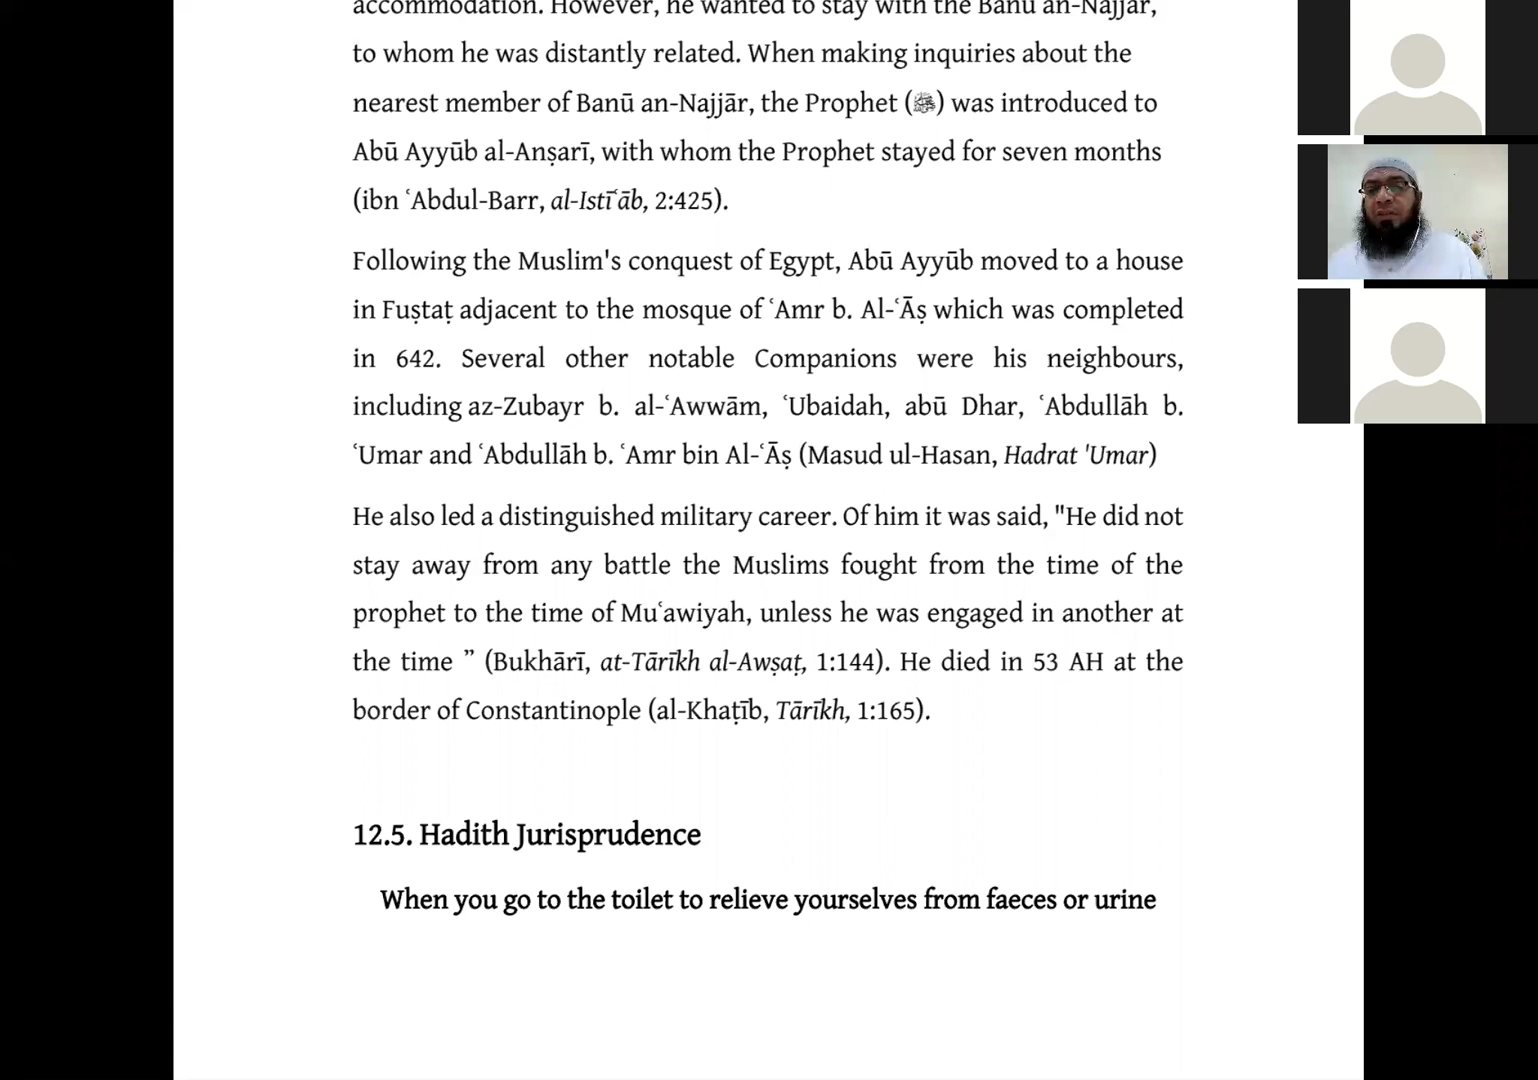 accommodation. However, he wanted to stay with the Banū an-Najjār,
to whom he was distantly related. When making inquiries about the
nearest member of Banū an-Najjār, the Prophet (ﷺ) was introduced to
Abū Ayyūb al-Anṣarī, with whom the Prophet stayed for seven months
(ibn ʿAbdul-Barr, al-Istīʿāb, 2:425).
Following the Muslim's conquest of Egypt, Abū Ayyūb moved to a house
in Fuṣtaṭ adjacent to the mosque of ʿAmr b. Al-ʿĀṣ which was completed
in 642. Several other notable Companions were his neighbours,
including az-Zubayr b. al-ʿAwwām, ʿUbaidah, abū Dhar, ʿAbdullāh b.
ʿUmar and ʿAbdullāh b. ʿAmr bin Al-ʿĀṣ (Masud ul-Hasan, Hadrat 'Umar)
He also led a distinguished military career. Of him it was said, "He did not
stay away from any battle the Muslims fought from the time of the
prophet to the time of Muʿawiyah, unless he was engaged in another at
the time ” (Bukhārī, at-Tārīkh al-Awṣaṭ, 1:144). He died in 53 AH at the
border of Constantinople (al-Khaṭīb, Tārīkh, 1:165).
12.5. Hadith Jurisprudence
When you go to the toilet to relieve yourselves from faeces or urine